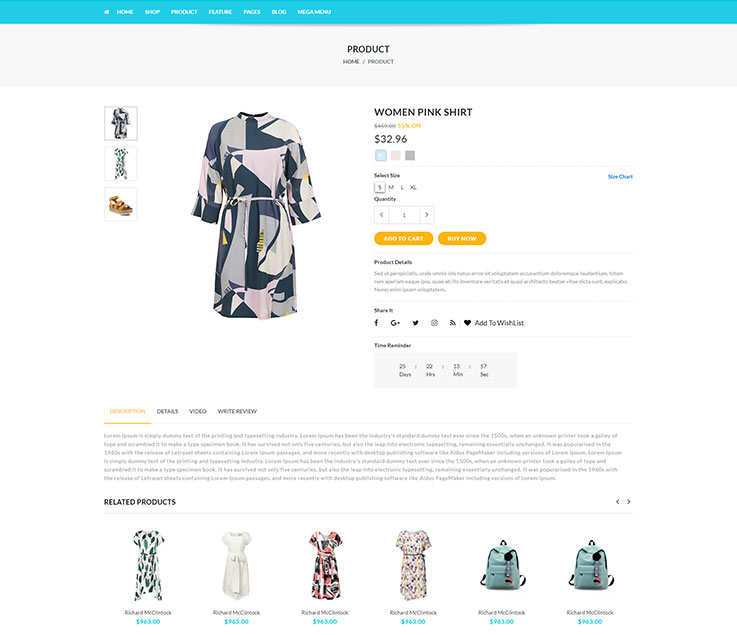 HOME SHOP PRODUCT FEATURE PAGES BLOG MEGA MENU
PRODUCT
HOME / PRODUCT
WOMEN PINK SHIRT
$459.00 55% Off
$32.96
Select Size
Size Chart
S M L XL
Quantity
1
ADD TO CART BUY NOW
Product Details
Sed ut perspiciatis, unde omnis iste natus error sit voluptatem accusantium doloremque laudantium, totam
rem aperiam eaque ipsa, quae ab illo inventore veritatis et quasi architecto beatae vitae dicta sunt, explicabo.
Nemo enim ipsam voluptatem,
Share It
Add To WishList
Time Reminder
25 : 22 : 13 : 57
Days Hrs Min Sec
DESCRIPTION DETAILS VIDEO WRITE REVIEW
Lorem Ipsum is simply dummy text of the printing and typesetting industry. Lorem Ipsum has been the industry's standard dummy text ever since the 1500s, when an unknown printer took a galley of
type and scrambled it to make a type specimen book. It has survived not only five centuries, but also the leap into electronic typesetting, remaining essentially unchanged. It was popularised in the
1960s with the release of Letraset sheets containing Lorem Ipsum passages, and more recently with desktop publishing software like Aldus PageMaker including versions of Lorem Ipsum. Lorem Ipsum
is simply dummy text of the printing and typesetting industry. Lorem Ipsum has been the industry's standard dummy text ever since the 1500s, when an unknown printer took a galley of type and
scrambled it to make a type specimen book. It has survived not only five centuries, but also the leap into electronic typesetting, remaining essentially unchanged. It was popularised in the 1960s with
the release of Letraset sheets containing Lorem Ipsum passages, and more recently with desktop publishing software like Aldus PageMaker including versions of Lorem Ipsum.
RELATED PRODUCTS
Richard McClintock Richard McClintock Richard McClintock Richard McClintock Richard McClintock Richard McClintock
$963.00 $963.00 $963.00 $963.00 $963.00 $963.00